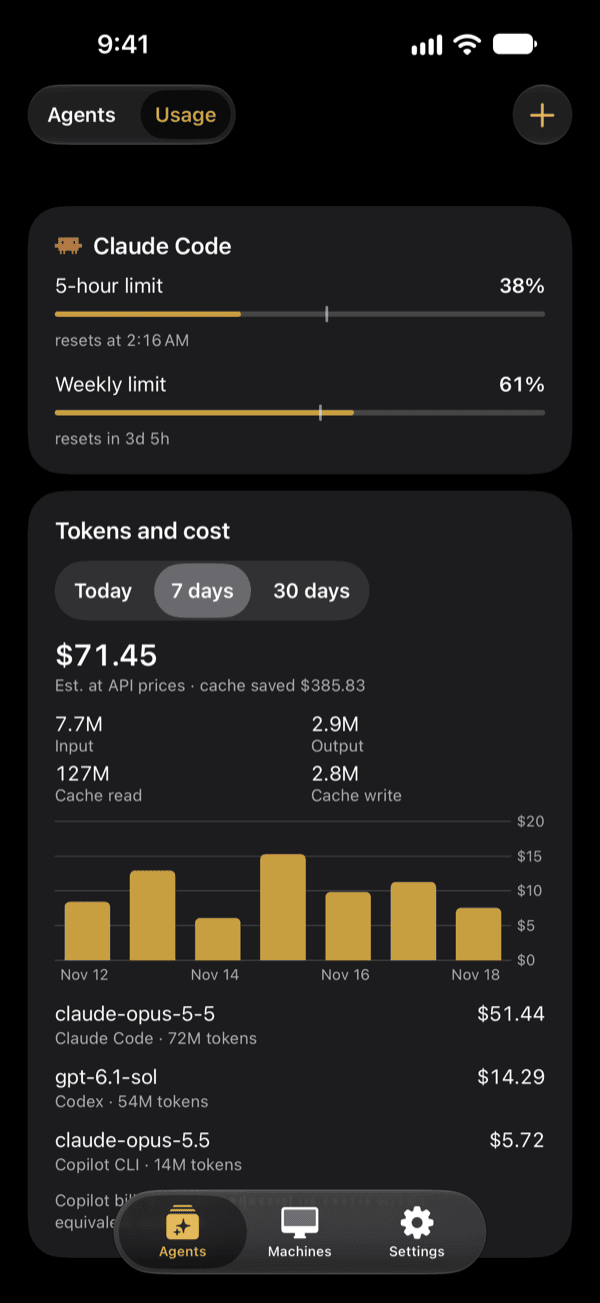 9:41
Agents
Usage
Claude Code
5-hour limit 38%
resets at 2:16 AM
Weekly limit 61%
resets in 3d 5h
Tokens and cost
Today 7 days 30 days
$71.45
Est. at API prices · cache saved $385.83
7.7M 2.9M
Input Output
127M 2.8M
Cache read Cache write
$20
$15
$10
$5
$0
Nov 12 Nov 14 Nov 16 Nov 18
claude-opus-5-5 $51.44
Claude Code · 72M tokens
gpt-6.1-sol $14.29
Codex · 54M tokens
claude-opus-5.5 $5.72
Copilot CLI · 14M tokens
Copilot
Agents Machines Settings